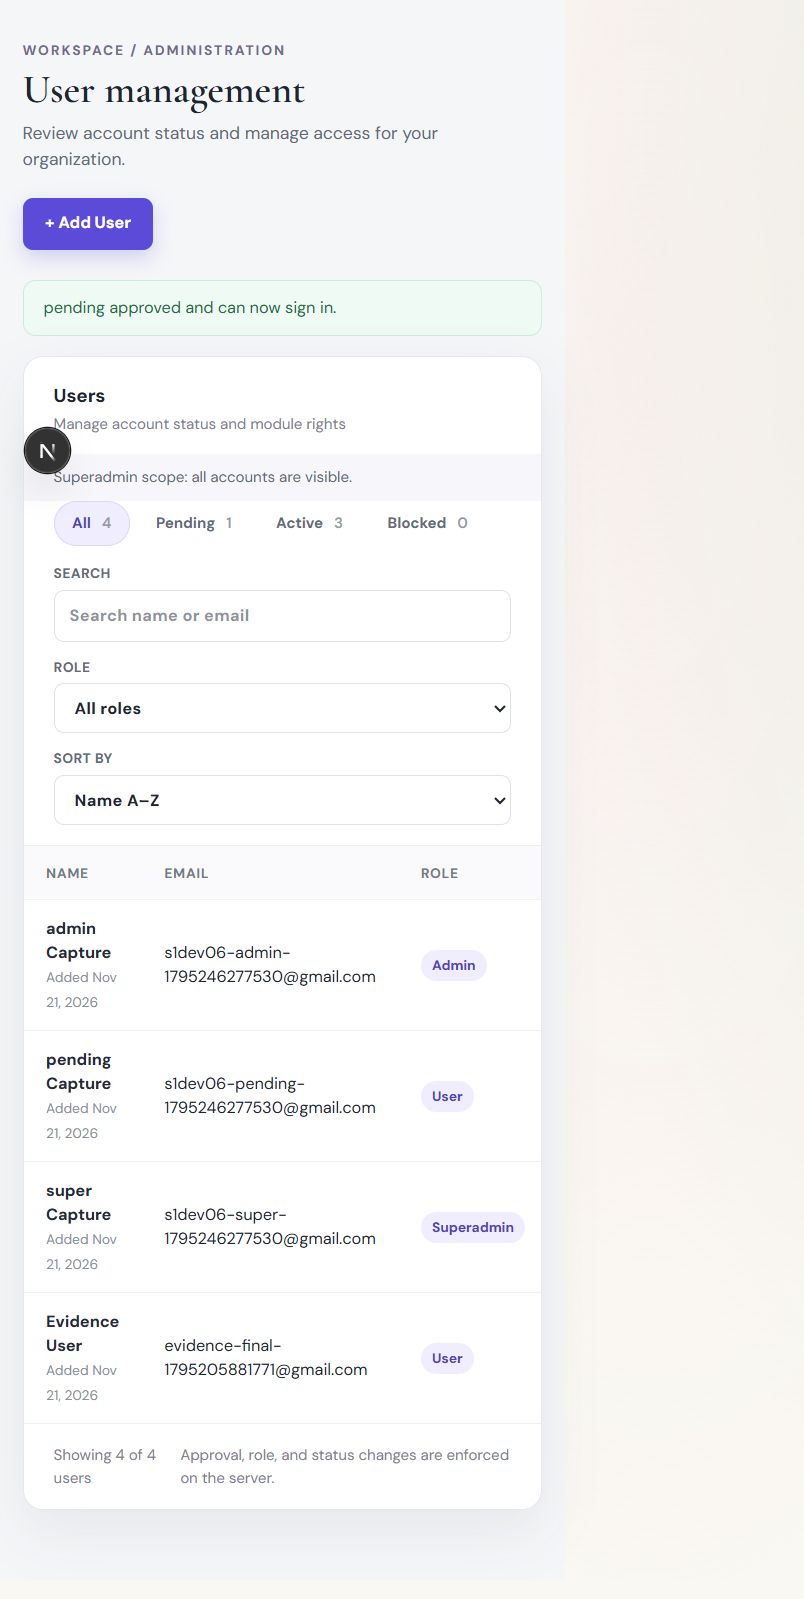 WORKSPACE / ADMINISTRATION
User management
Review account status and manage access for your
organization.
+ Add User
pending approved and can now sign in.
Users
Manage account status and module rights
N
Superadmin scope: all accounts are visible.
All 4 Pending 1 Active 3 Blocked 0
SEARCH
Search name or email
ROLE
All roles
SORT BY
Name A–Z
NAME EMAIL ROLE
admin
Capture
Added Nov
21, 2026
s1dev06-admin-
1795246277530@gmail.com
Admin
pending
Capture
Added Nov
21, 2026
s1dev06-pending-
1795246277530@gmail.com
User
super
Capture
Added Nov
21, 2026
s1dev06-super-
1795246277530@gmail.com
Superadmin
Evidence
User
Added Nov
21, 2026
evidence-final-
1795205881771@gmail.com
User
Showing 4 of 4
users
Approval, role, and status changes are enforced
on the server.